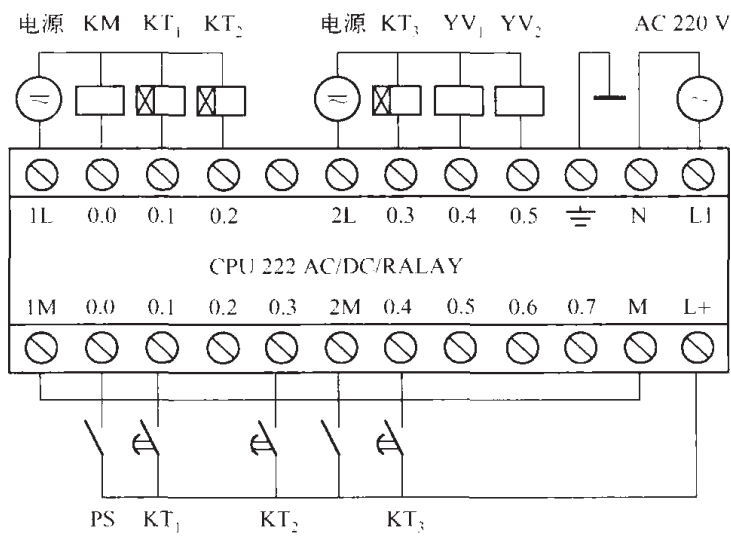 电源 KM KT₁ KT₂ 电源 KT₃ YV₁ YV₂ AC 220 V
1L 0.0 0.1 0.2 2L 0.3 0.4 0.5 N L1
CPU 222 AC/DC/RALAY
1M 0.0 0.1 0.2 0.3 2M 0.4 0.5 0.6 0.7 M L+
PS KT₁ KT₂ KT₃